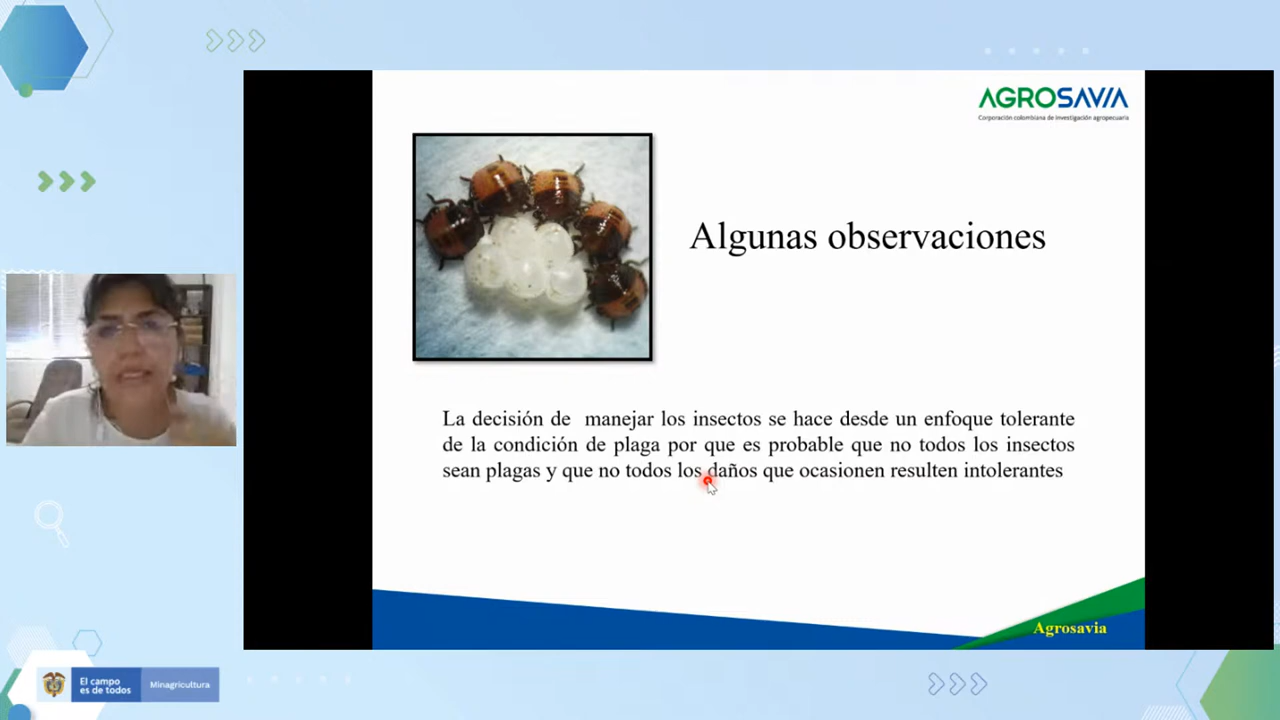 AGROSAVIA
Corporación colombiana de investigación agropecuaria
Algunas observaciones
La decisión de manejar los insectos se hace desde un enfoque tolerante
de la condición de plaga por que es probable que no todos los insectos
sean plagas y que no todos los daños que ocasionen resulten intolerantes
Agrosavia
El campo
es de todos
Minagricultura